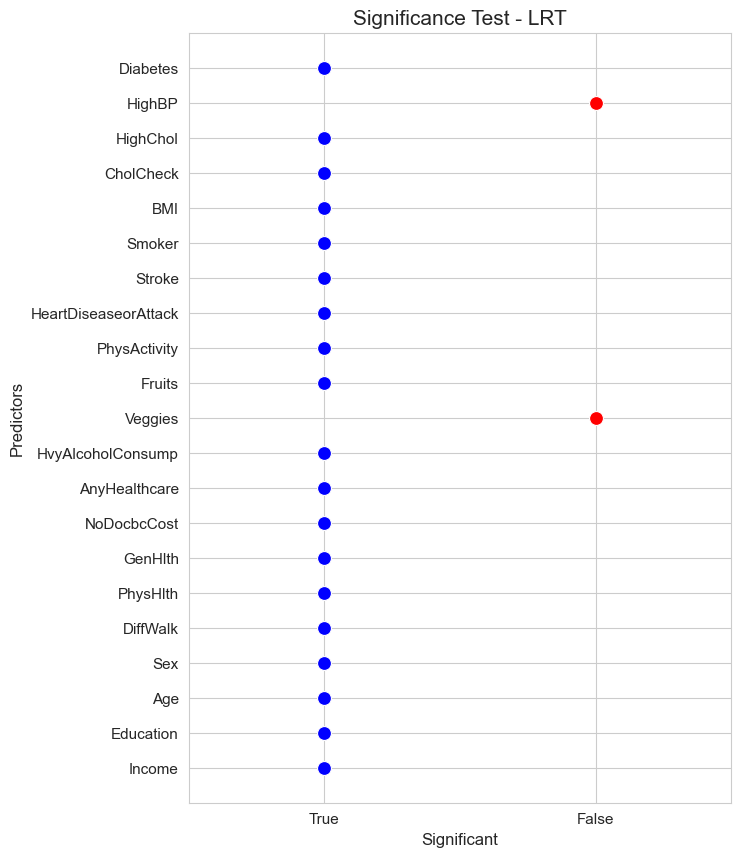 Significance Test - LRT
Predictors
Diabetes
HighBP
HighChol
CholCheck
BMI
Smoker
Stroke
HeartDiseaseorAttack
PhysActivity
Fruits
Veggies
HvyAlcoholConsump
AnyHealthcare
NoDocbcCost
GenHlth
PhysHlth
DiffWalk
Sex
Age
Education
Income
True False
Significant